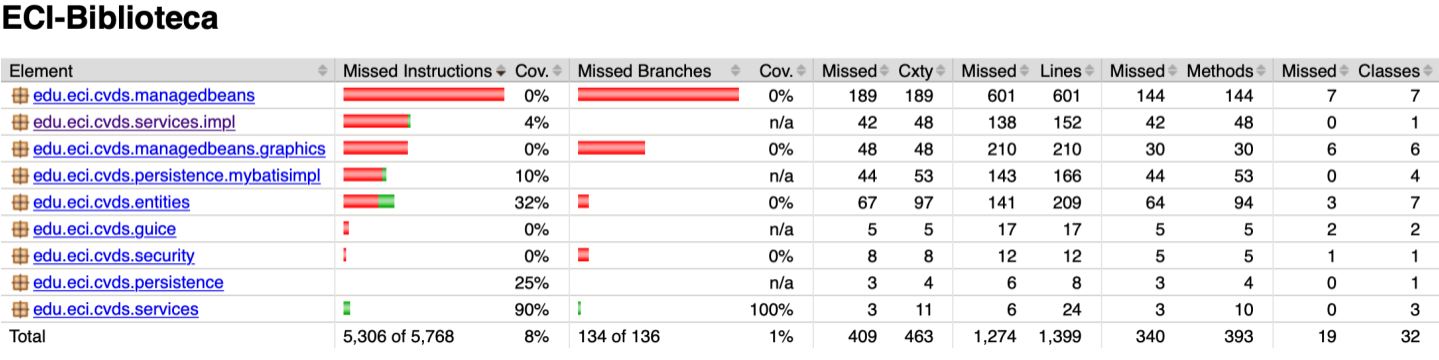 ECI-Biblioteca
Element Missed Instructions Cov. Missed Branches Cov. Missed Cxty Missed Lines Missed Methods Missed Classes
edu.eci.cvds.managedbeans 0% 0% 189 189 601 601 144 144 7 7
edu.eci.cvds.services.impl 4% n/a 42 48 138 152 42 48 0 1
edu.eci.cvds.managedbeans.graphics 0% 0% 48 48 210 210 30 30 6 6
edu.eci.cvds.persistence.mybatisimpl 10% n/a 44 53 143 166 44 53 0 4
edu.eci.cvds.entities 32% 0% 67 97 141 209 64 94 3 7
edu.eci.cvds.guice 0% n/a 5 5 17 17 5 5 2 2
edu.eci.cvds.security 0% 0% 8 8 12 12 5 5 1 1
edu.eci.cvds.persistence 25% n/a 3 4 6 8 3 4 0 1
edu.eci.cvds.services 90% 100% 3 11 6 24 3 10 0 3
Total 5,306 of 5,768 8% 134 of 136 1% 409 463 1,274 1,399 340 393 19 32